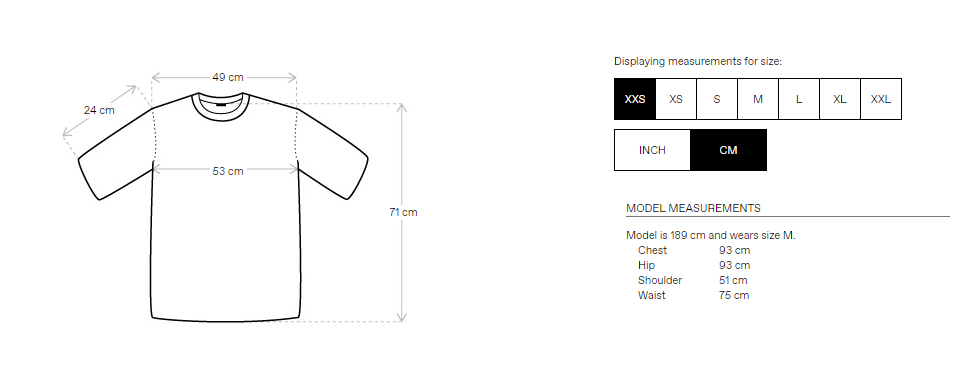 49 cm
24 cm
53 cm
71 cm
Displaying measurements for size:
XXS XS S M L XL XXL
INCH CM
MODEL MEASUREMENTS
Model is 189 cm and wears size M.
Chest 93 cm
Hip 93 cm
Shoulder 51 cm
Waist 75 cm